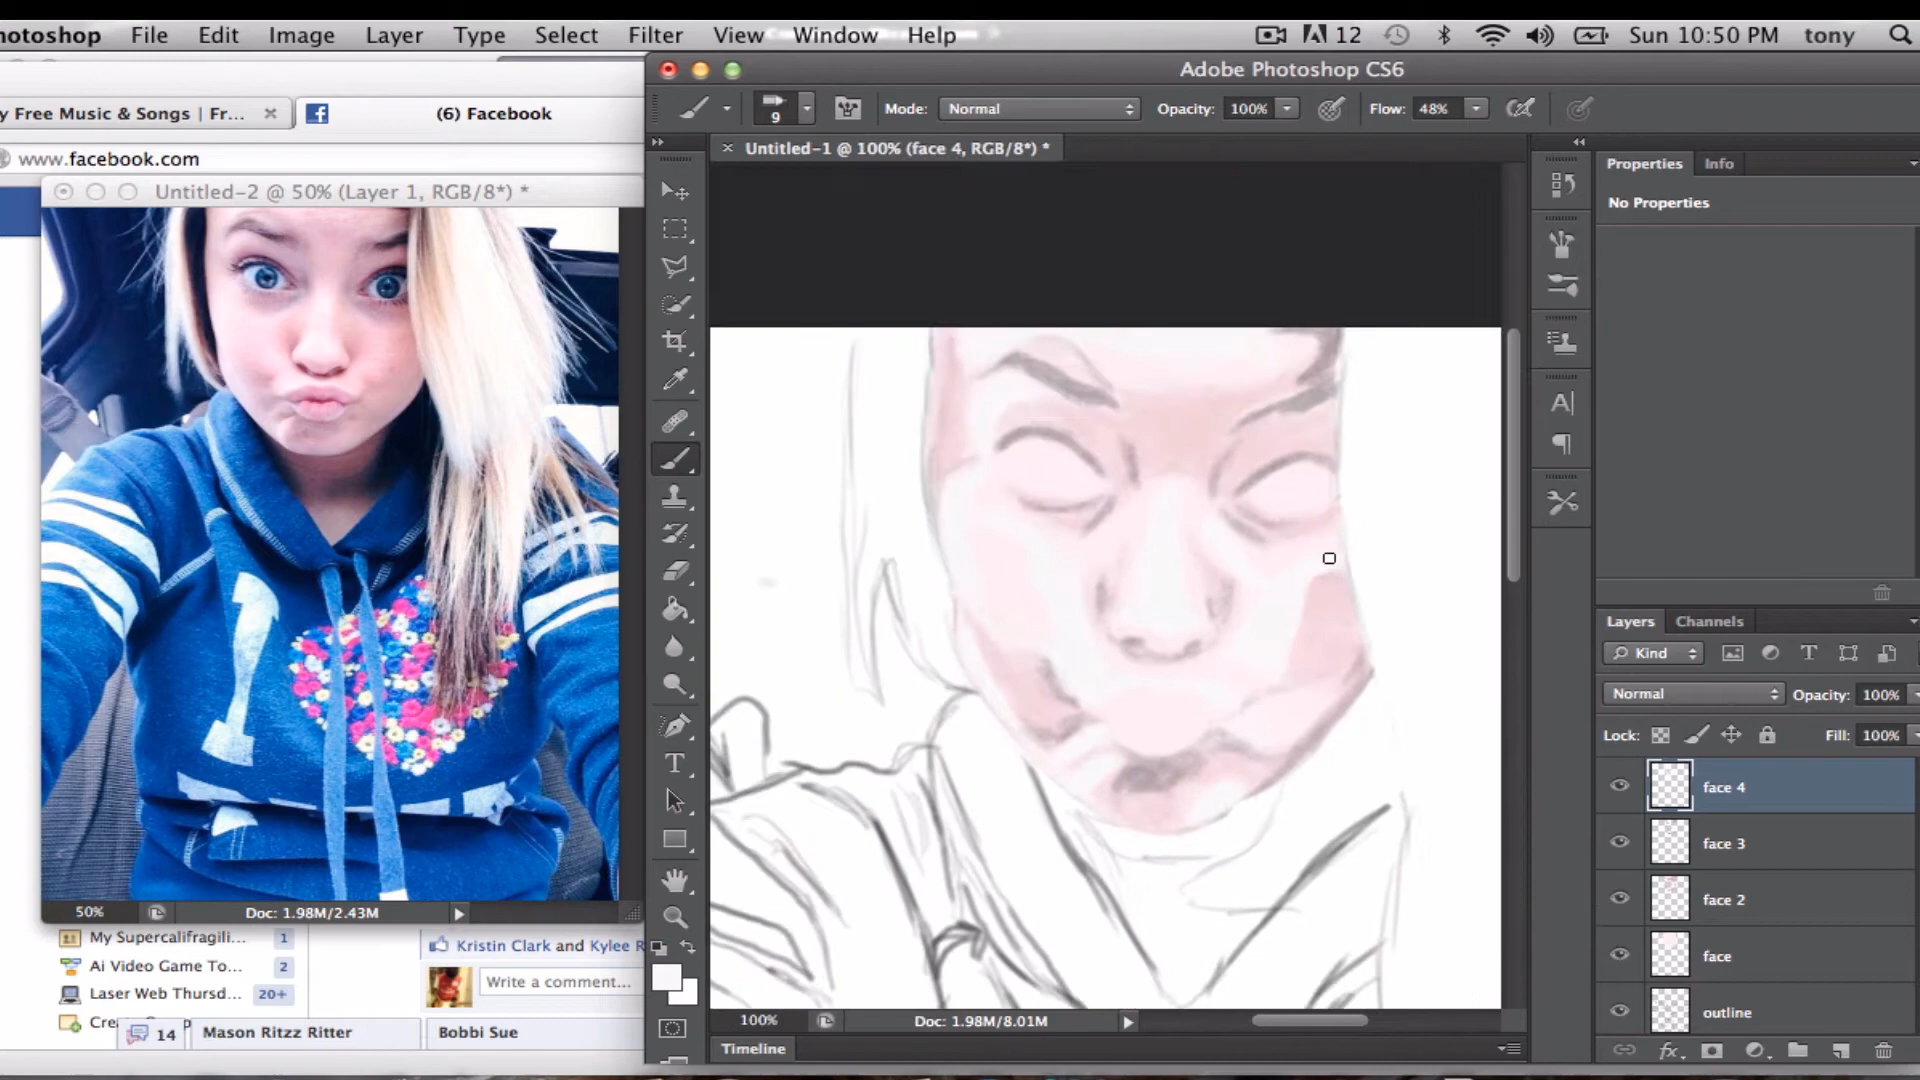 hotoshop File Edit Image Layer Type Select Filter View Window Help 12 Sun 10:50 PM tony
Adobe Photoshop CS6
9 Mode: Normal Opacity: 100% Flow: 48%
y Free Music & Songs | Fr... (6) Facebook
www.facebook.com
Untitled-2 @ 50% (Layer 1, RGB/8*) *
Untitled-1 @ 100% (face 4, RGB/8*) *
50% Doc: 1.98M/2.43M
My Supercalifragili... 1
Ai Video Game To... 2
Laser Web Thursd... 20+
14 Mason Ritzz Ritter
Bobbi Sue
Kristin Clark and Kylee R
Write a comment...
100% Doc: 1.98M/8.01M
Timeline
Properties Info
No Properties
Layers Channels
Kind
Normal Opacity: 100%
Lock: Fill: 100%
face 4
face 3
face 2
face
outline